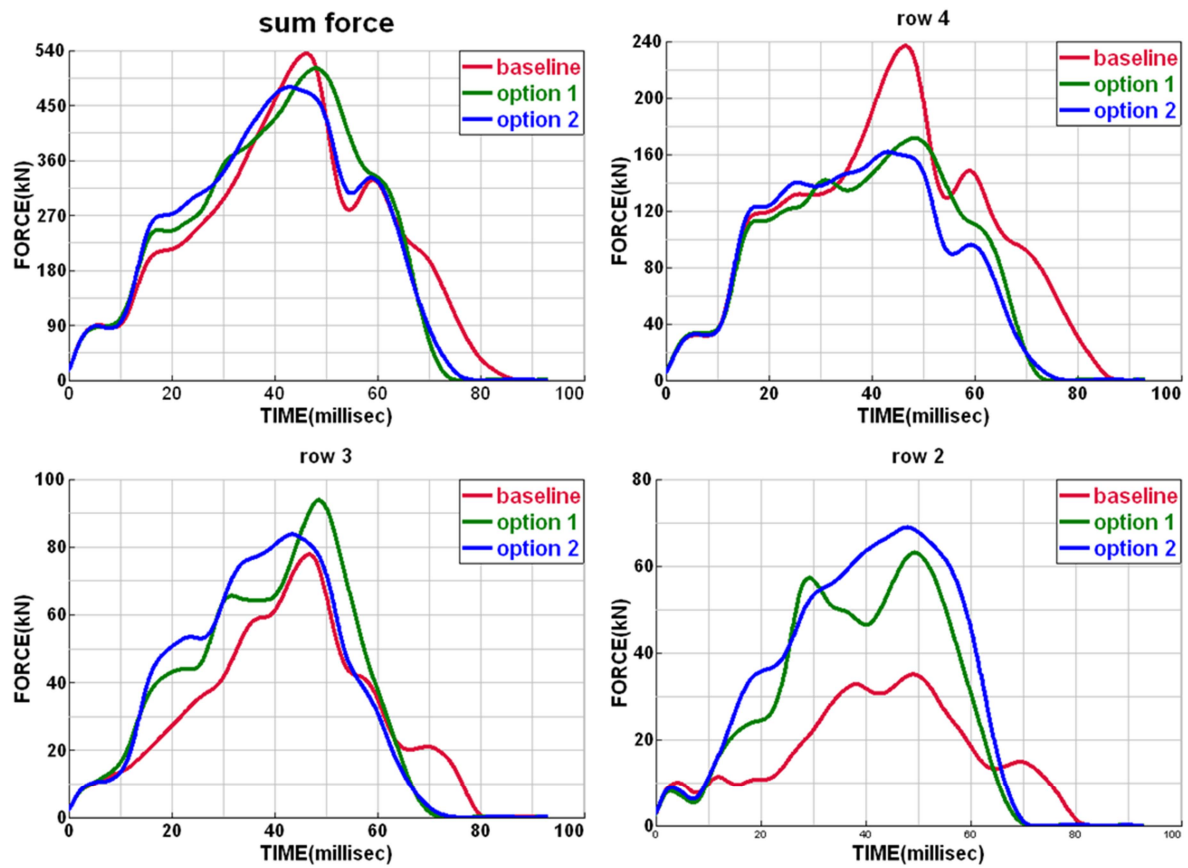 sum force
540
450
360
270
180
90
0
FORCE(kN)
baseline
option 1
option 2
0 20 40 60 80 100
TIME(millisec)
row 4
240
200
160
120
80
40
0
FORCE(kN)
baseline
option 1
option 2
0 20 40 60 80 100
TIME(millisec)
row 3
100
80
60
40
20
0
FORCE(kN)
baseline
option 1
option 2
0 20 40 60 80 100
TIME(millisec)
row 2
80
60
40
20
0
FORCE(kN)
baseline
option 1
option 2
0 20 40 60 80 100
TIME(millisec)